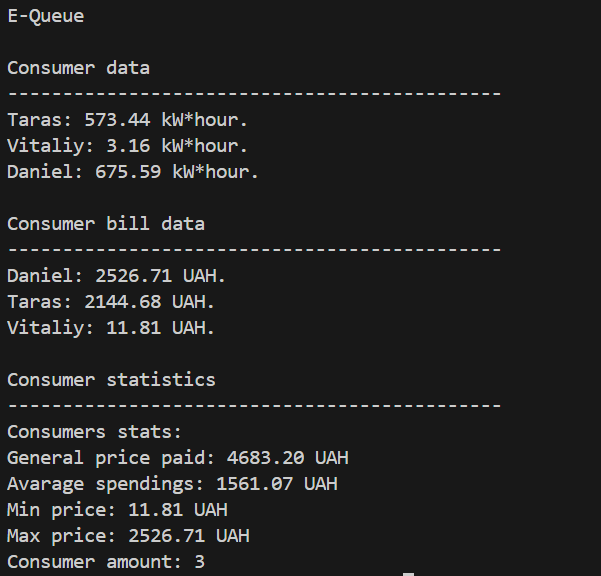 E-Queue
Consumer data
---------------------------------------------
Taras: 573.44 kW*hour.
Vitaliy: 3.16 kW*hour.
Daniel: 675.59 kW*hour.
Consumer bill data
---------------------------------------------
Daniel: 2526.71 UAH.
Taras: 2144.68 UAH.
Vitaliy: 11.81 UAH.
Consumer statistics
---------------------------------------------
Consumers stats:
General price paid: 4683.20 UAH
Avarage spendings: 1561.07 UAH
Min price: 11.81 UAH
Max price: 2526.71 UAH
Consumer amount: 3